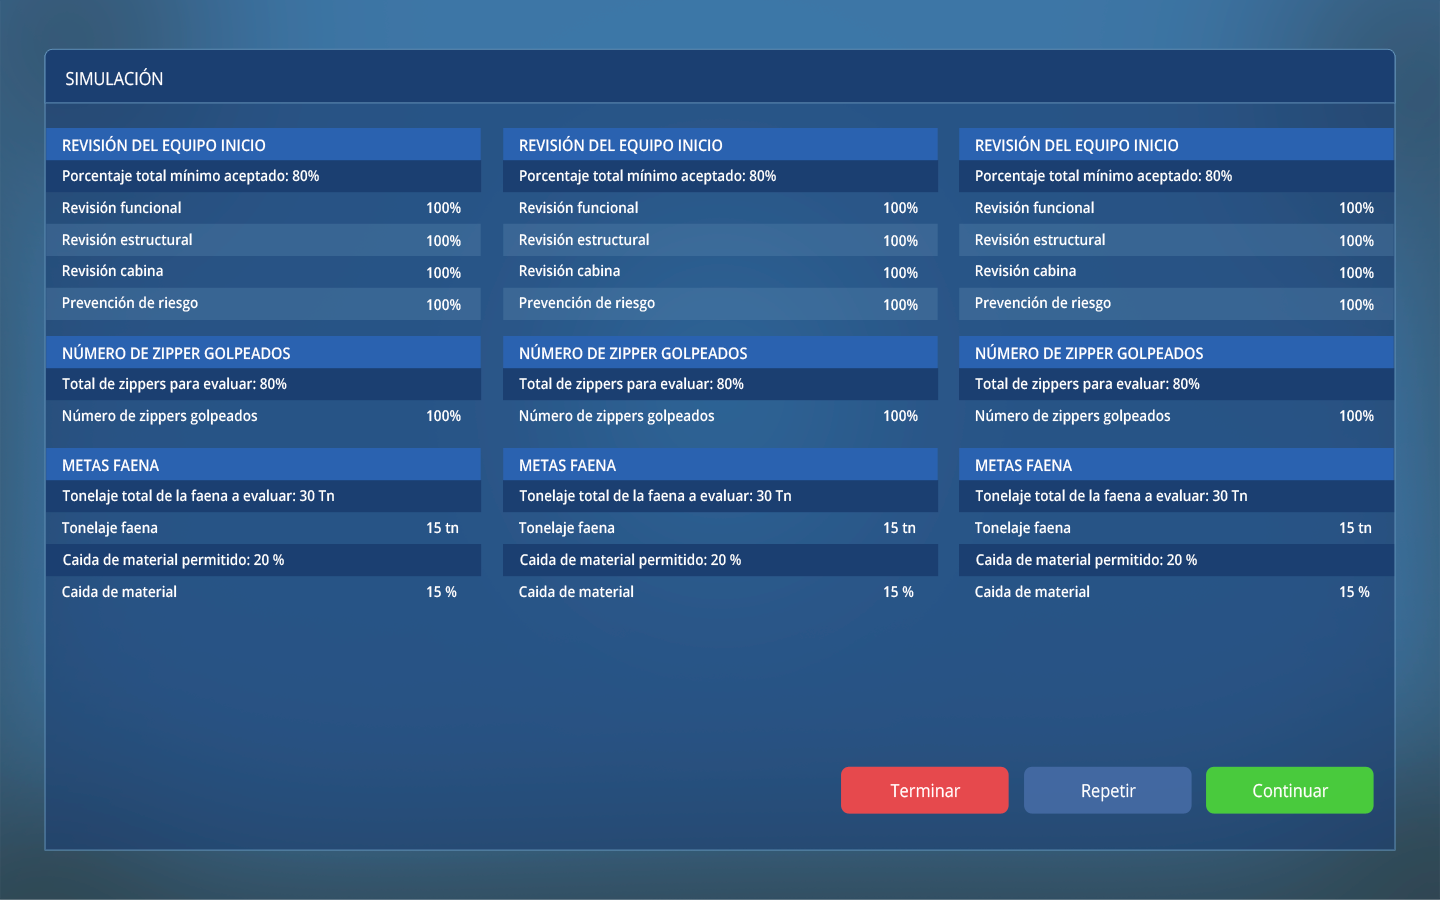 SIMULACIÓN
REVISIÓN DEL EQUIPO INICIO
Porcentaje total mínimo aceptado: 80%
Revisión funcional 100%
Revisión estructural 100%
Revisión cabina 100%
Prevención de riesgo 100%
NÚMERO DE ZIPPER GOLPEADOS
Total de zippers para evaluar: 80%
Número de zippers golpeados 100%
METAS FAENA
Tonelaje total de la faena a evaluar: 30 Tn
Tonelaje faena 15 tn
Caida de material permitido: 20 %
Caida de material 15 %
REVISIÓN DEL EQUIPO INICIO
Porcentaje total mínimo aceptado: 80%
Revisión funcional 100%
Revisión estructural 100%
Revisión cabina 100%
Prevención de riesgo 100%
NÚMERO DE ZIPPER GOLPEADOS
Total de zippers para evaluar: 80%
Número de zippers golpeados 100%
METAS FAENA
Tonelaje total de la faena a evaluar: 30 Tn
Tonelaje faena 15 tn
Caida de material permitido: 20 %
Caida de material 15 %
REVISIÓN DEL EQUIPO INICIO
Porcentaje total mínimo aceptado: 80%
Revisión funcional 100%
Revisión estructural 100%
Revisión cabina 100%
Prevención de riesgo 100%
NÚMERO DE ZIPPER GOLPEADOS
Total de zippers para evaluar: 80%
Número de zippers golpeados 100%
METAS FAENA
Tonelaje total de la faena a evaluar: 30 Tn
Tonelaje faena 15 tn
Caida de material permitido: 20 %
Caida de material 15 %
Terminar Repetir Continuar